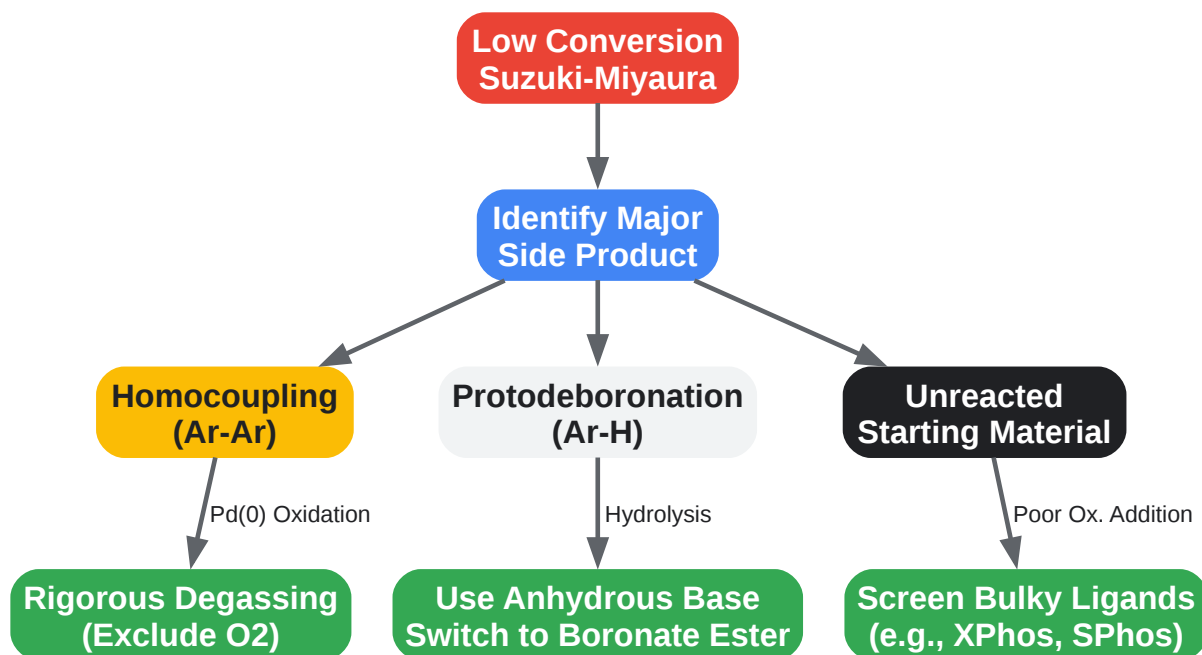 Low Conversion
Suzuki-Miyaura
Identify Major
Side Product
Homocoupling
(Ar-Ar)
Protodeboronation
(Ar-H)
Unreacted
Starting Material
Pd(0) Oxidation
Hydrolysis
Poor Ox. Addition
Rigorous Degassing
(Exclude O2)
Use Anhydrous Base
Switch to Boronate Ester
Screen Bulky Ligands
(e.g., XPhos, SPhos)